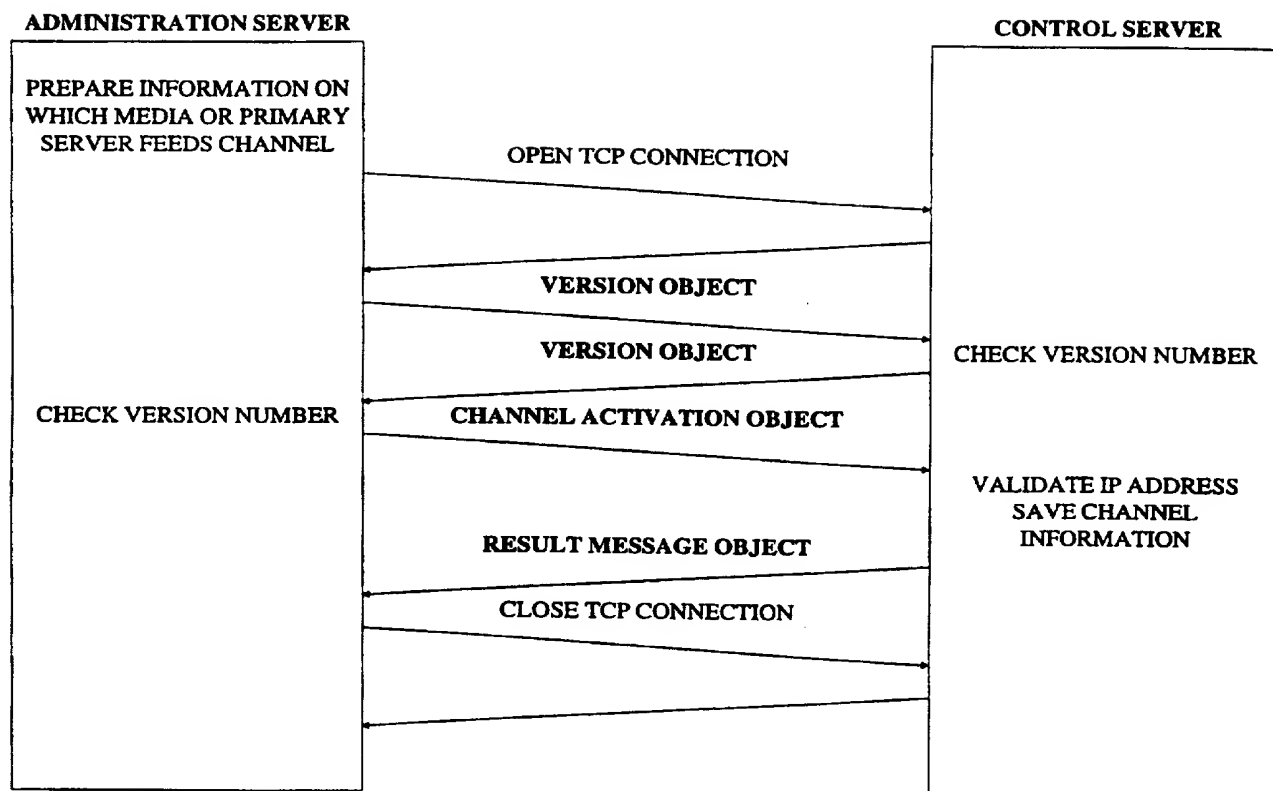 ADMINISTRATION SERVER
CONTROL SERVER
PREPARE INFORMATION ON
WHICH MEDIA OR PRIMARY
SERVER FEEDS CHANNEL
OPEN TCP CONNECTION
VERSION OBJECT
VERSION OBJECT
CHECK VERSION NUMBER
CHECK VERSION NUMBER
CHANNEL ACTIVATION OBJECT
VALIDATE IP ADDRESS
SAVE CHANNEL
INFORMATION
RESULT MESSAGE OBJECT
CLOSE TCP CONNECTION